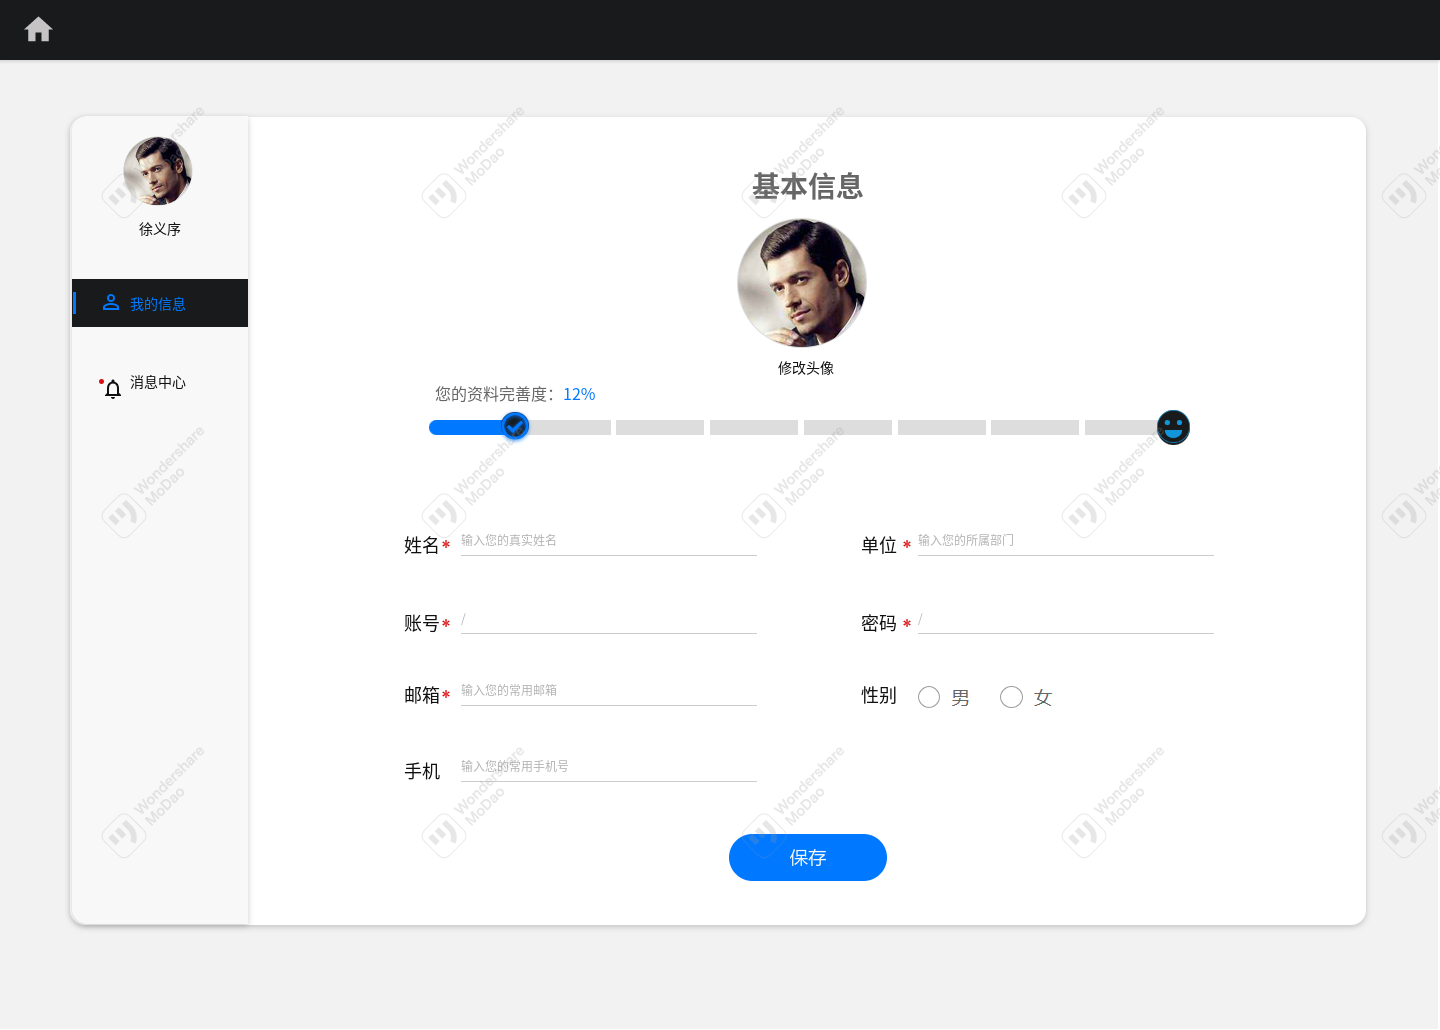 基本信息
徐义序
我的信息
消息中心
修改头像
您的资料完善度：12%
姓名* 输入您的真实姓名
单位 * 输入您的所属部门
账号* /
密码 * /
邮箱* 输入您的常用邮箱
性别 男 女
手机 输入您的常用手机号
保存
Wondershare
MoDao